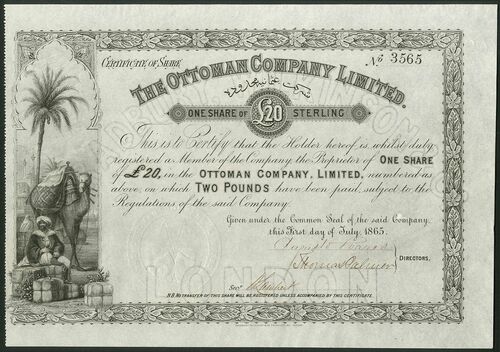 CERTIFICATE OF SHARE
Nº 3565
THE OTTOMAN COMPANY LIMITED.
شركت عثمانيه محدوده
ONE SHARE OF £20 STERLING
This is to Certify that the Holder hereof is whilst duly
registered a Member of the Company, the Proprietor of ONE SHARE
of £20, in the OTTOMAN COMPANY, LIMITED, numbered as
above, on which TWO POUNDS have been paid, subject to the
Regulations of the said Company.
Given under the Common Seal of the said Company,
this First day of July, 1865.
Thomas
DIRECTORS,
Secy
N.B. NO TRANSFER OF THIS SHARE WILL BE REGISTERED UNLESS ACCOMPANIED BY THIS CERTIFICATE.
LONDON